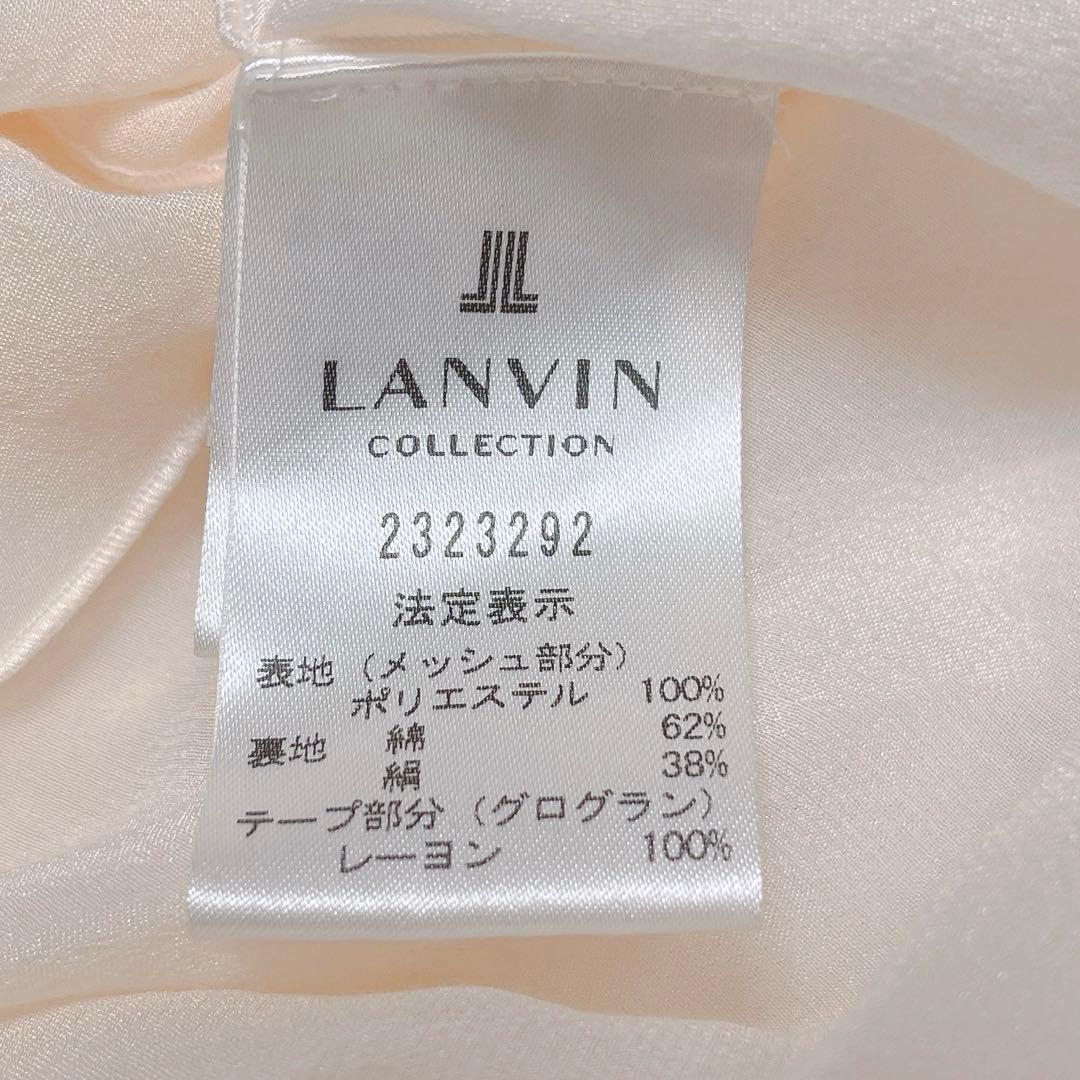 LANVIN
COLLECTION
2323292
法定表示
表地（メッシュ部分）
ポリエステル 100%
裏地 綿 62%
絹 38%
テープ部分（グログラン）
レーヨン 100%